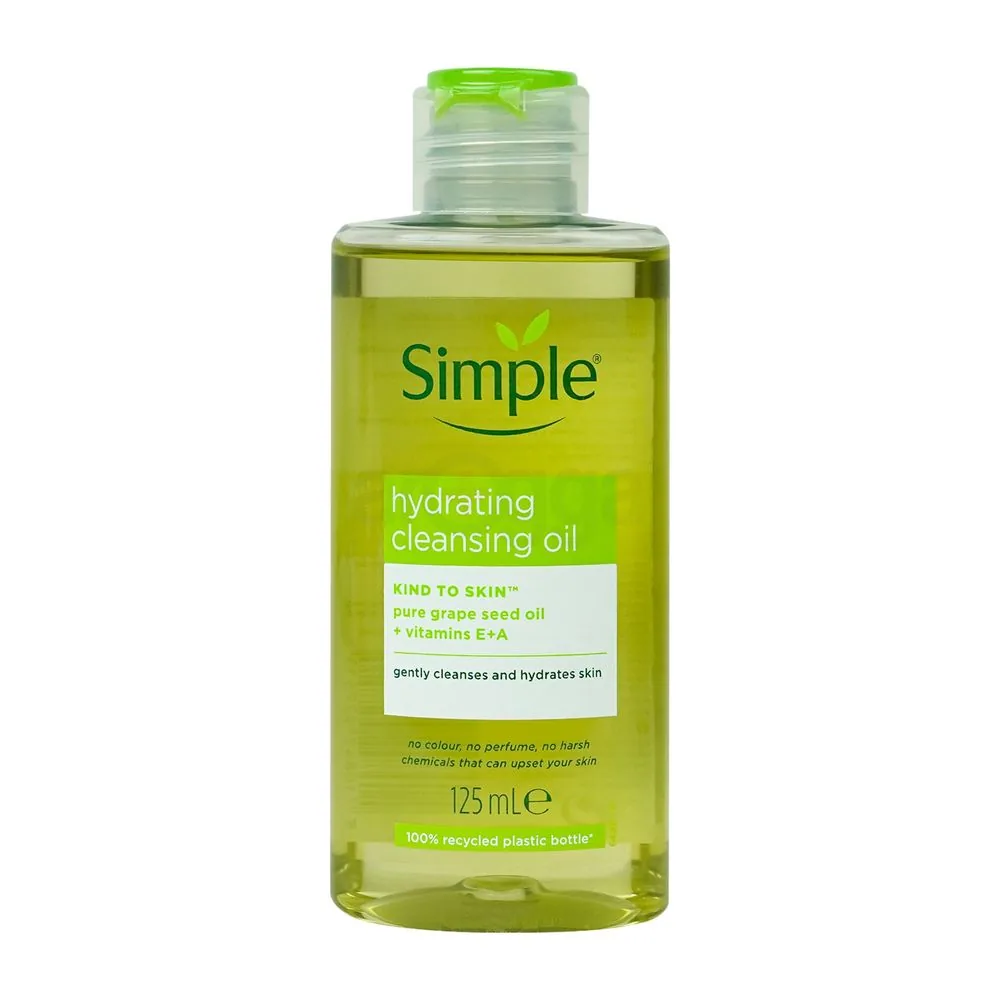 Simple®
hydrating
cleansing oil
KIND TO SKIN™
pure grape seed oil
+ vitamins E+A
gently cleanses and hydrates skin
no colour, no perfume, no harsh
chemicals that can upset your skin
125 mL℮
100% recycled plastic bottle*